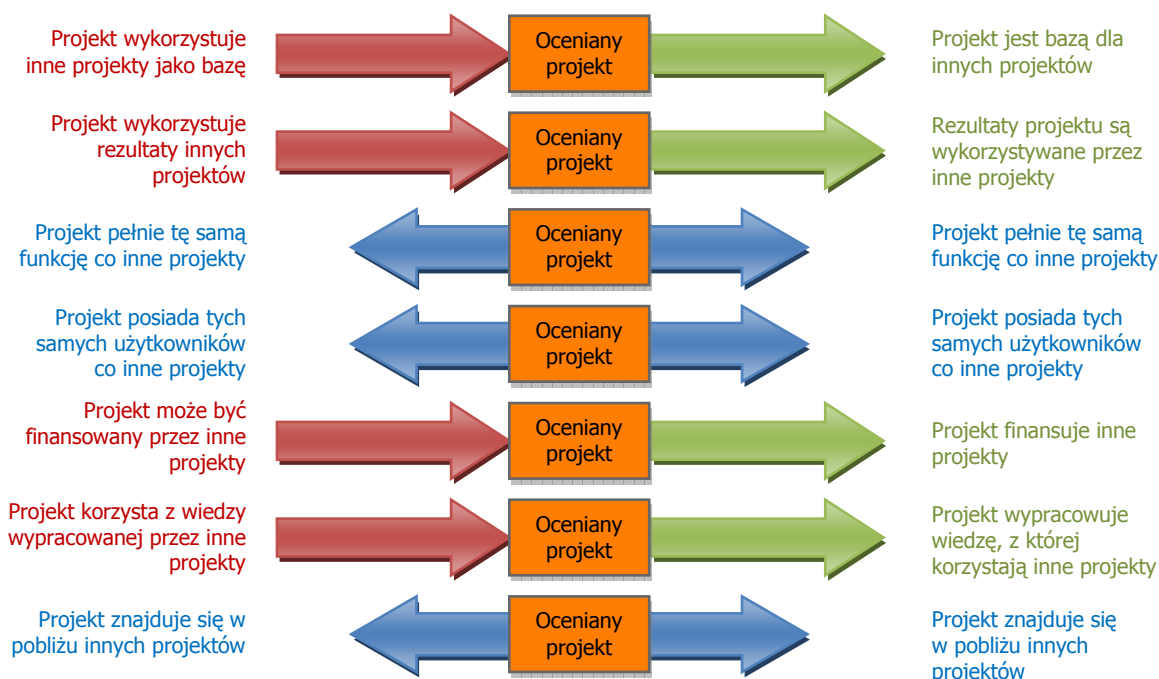 Projekt wykorzystuje
inne projekty jako bazę
Oceniany
projekt
Projekt jest bazą dla
innych projektów
Projekt wykorzystuje
rezultaty innych
projektów
Oceniany
projekt
Rezultaty projektu są
wykorzystywane przez
inne projekty
Projekt pełnie tę samą
funkcję co inne projekty
Oceniany
projekt
Projekt pełnie tę samą
funkcję co inne projekty
Projekt posiada tych
samych użytkowników
co inne projekty
Oceniany
projekt
Projekt posiada tych
samych użytkowników
co inne projekty
Projekt może być
finansowany przez inne
projekty
Oceniany
projekt
Projekt finansuje inne
projekty
Projekt korzysta z wiedzy
wypracowanej przez inne
projekty
Oceniany
projekt
Projekt wypracowuje
wiedzę, z której
korzystają inne projekty
Projekt znajduje się w
pobliżu innych projektów
Oceniany
projekt
Projekt znajduje się
w pobliżu innych
projektów